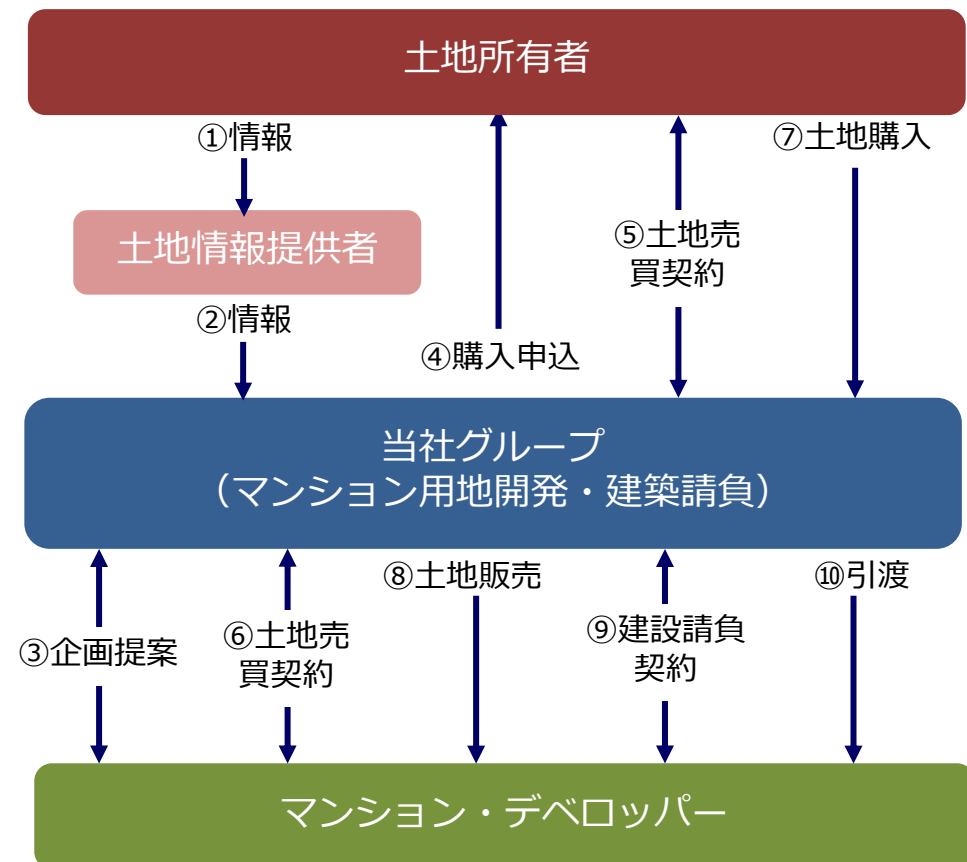 土地所有者
①情報
⑦土地購入
土地情報提供者
⑤土地売
買契約
②情報
④購入申込
当社グループ
（マンション用地開発・建築請負）
⑧土地販売
⑩引渡
③企画提案
⑥土地売
買契約
⑨建設請負
契約
マンション・デベロッパー